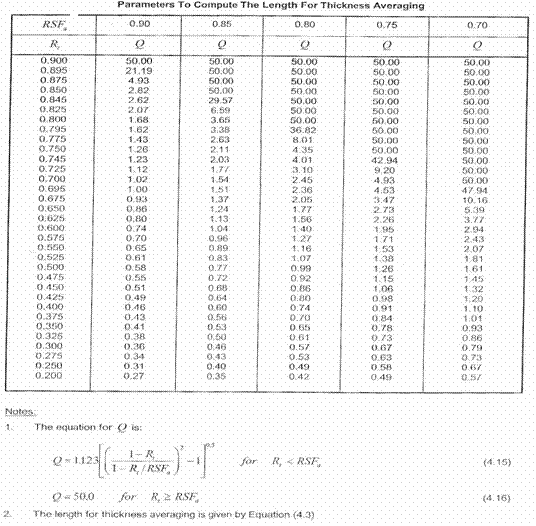 Parameters To Compute The Length For Thickness Averaging
RSFₐ 0.90 0.85 0.80 0.75 0.70
Rₜ Q Q Q Q Q
0.900 50.00 50.00 50.00 50.00 50.00
0.895 21.19 50.00 50.00 50.00 50.00
0.875 4.93 50.00 50.00 50.00 50.00
0.850 2.82 50.00 50.00 50.00 50.00
0.845 2.62 29.57 50.00 50.00 50.00
0.825 2.07 6.59 50.00 50.00 50.00
0.800 1.68 3.65 50.00 50.00 50.00
0.795 1.62 3.38 36.82 50.00 50.00
0.775 1.43 2.63 8.01 50.00 50.00
0.750 1.26 2.11 4.35 50.00 50.00
0.745 1.23 2.03 4.01 42.94 50.00
0.725 1.12 1.77 3.10 9.20 50.00
0.700 1.02 1.54 2.45 4.93 50.00
0.695 1.00 1.51 2.36 4.53 47.94
0.675 0.93 1.37 2.05 3.47 10.16
0.650 0.86 1.24 1.77 2.73 5.39
0.625 0.80 1.13 1.56 2.26 3.77
0.600 0.74 1.04 1.40 1.95 2.94
0.575 0.70 0.96 1.27 1.71 2.43
0.550 0.65 0.89 1.16 1.53 2.07
0.525 0.61 0.83 1.07 1.38 1.81
0.500 0.58 0.77 0.99 1.26 1.61
0.475 0.55 0.72 0.92 1.15 1.45
0.450 0.51 0.68 0.86 1.06 1.32
0.425 0.49 0.64 0.80 0.98 1.20
0.400 0.46 0.60 0.74 0.91 1.10
0.375 0.43 0.56 0.70 0.84 1.01
0.350 0.41 0.53 0.65 0.78 0.93
0.325 0.38 0.50 0.61 0.73 0.86
0.300 0.36 0.46 0.57 0.67 0.79
0.275 0.34 0.43 0.53 0.63 0.73
0.250 0.31 0.40 0.49 0.58 0.67
0.200 0.27 0.35 0.42 0.49 0.57
Notes:
1. The equation for Q is:
Q = 1.123[((1 − Rₜ)/(1 − Rₜ/RSFₐ))² − 1]^0.5 for Rₜ < RSFₐ (4.15)
Q = 50.0 for Rₜ ≥ RSFₐ (4.16)
2. The length for thickness averaging is given by Equation (4.3)